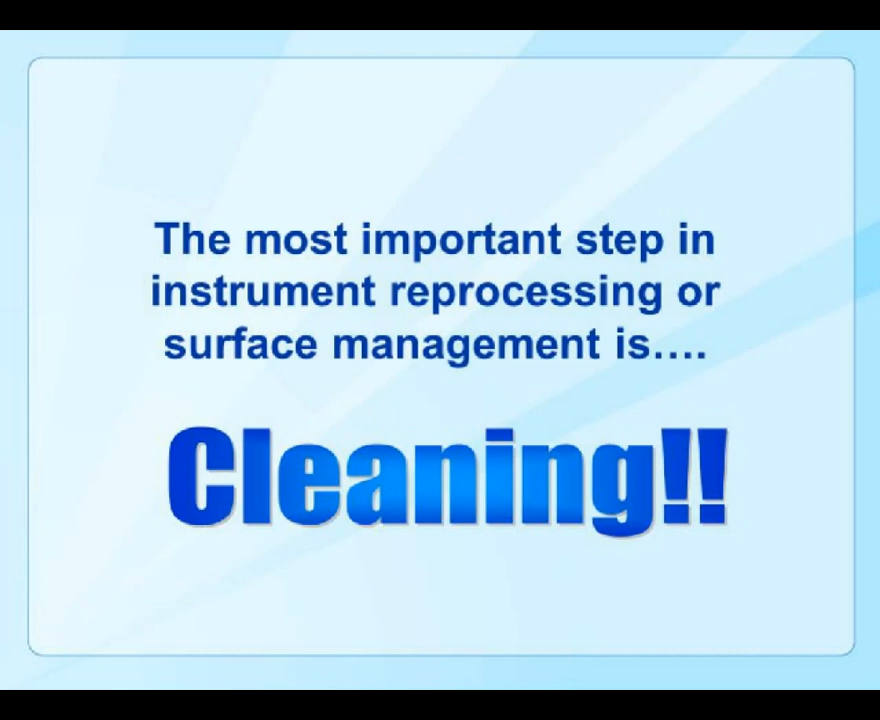 The most important step in
instrument reprocessing or
surface management is....
Cleaning!!